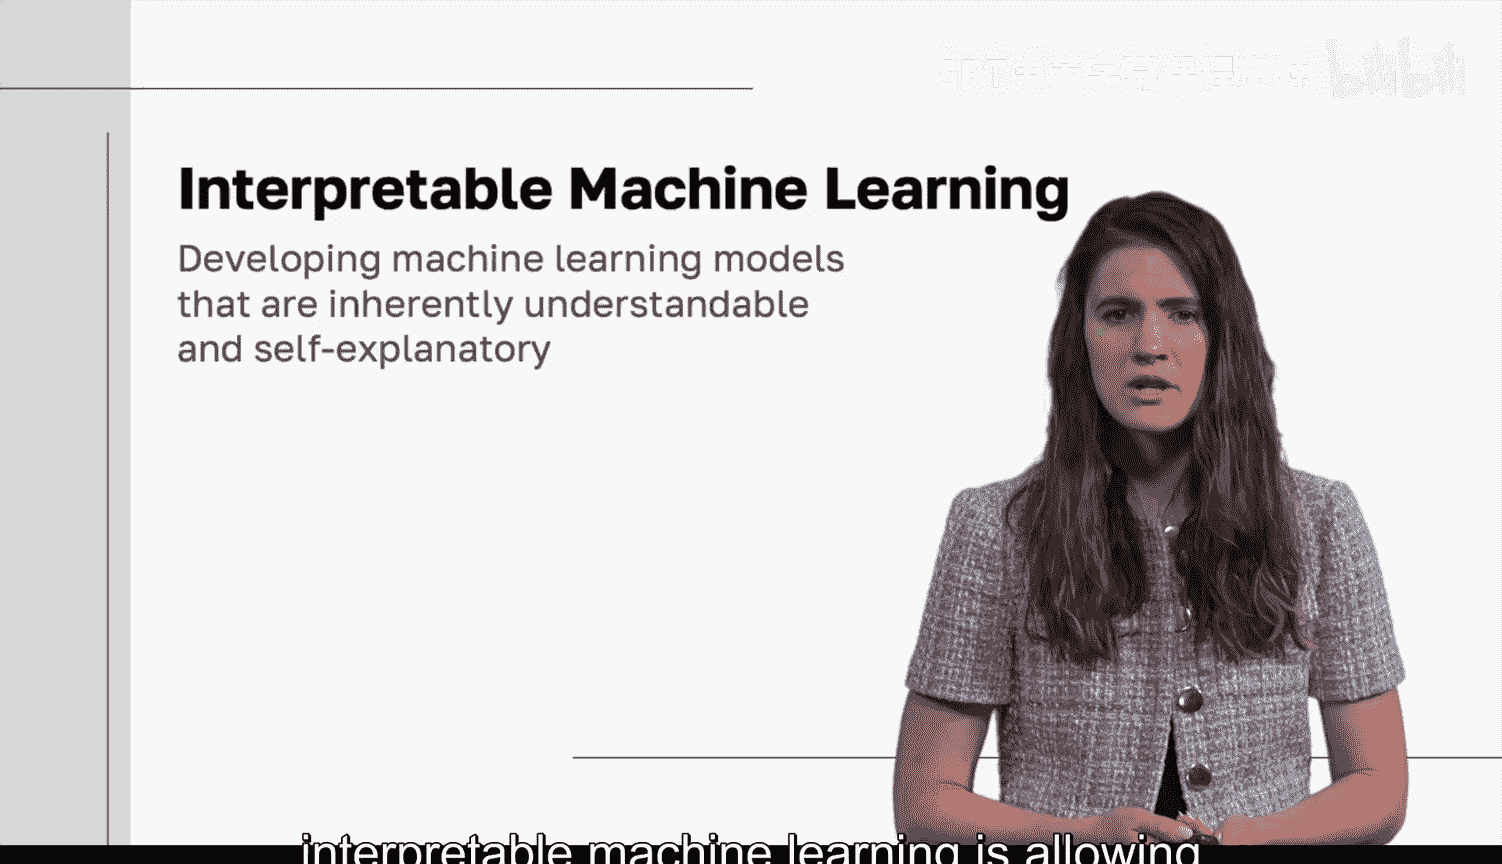 Interpretable Machine Learning
Developing machine learning models
that are inherently understandable
and self-explanatory
interpretable machine learning is allowing